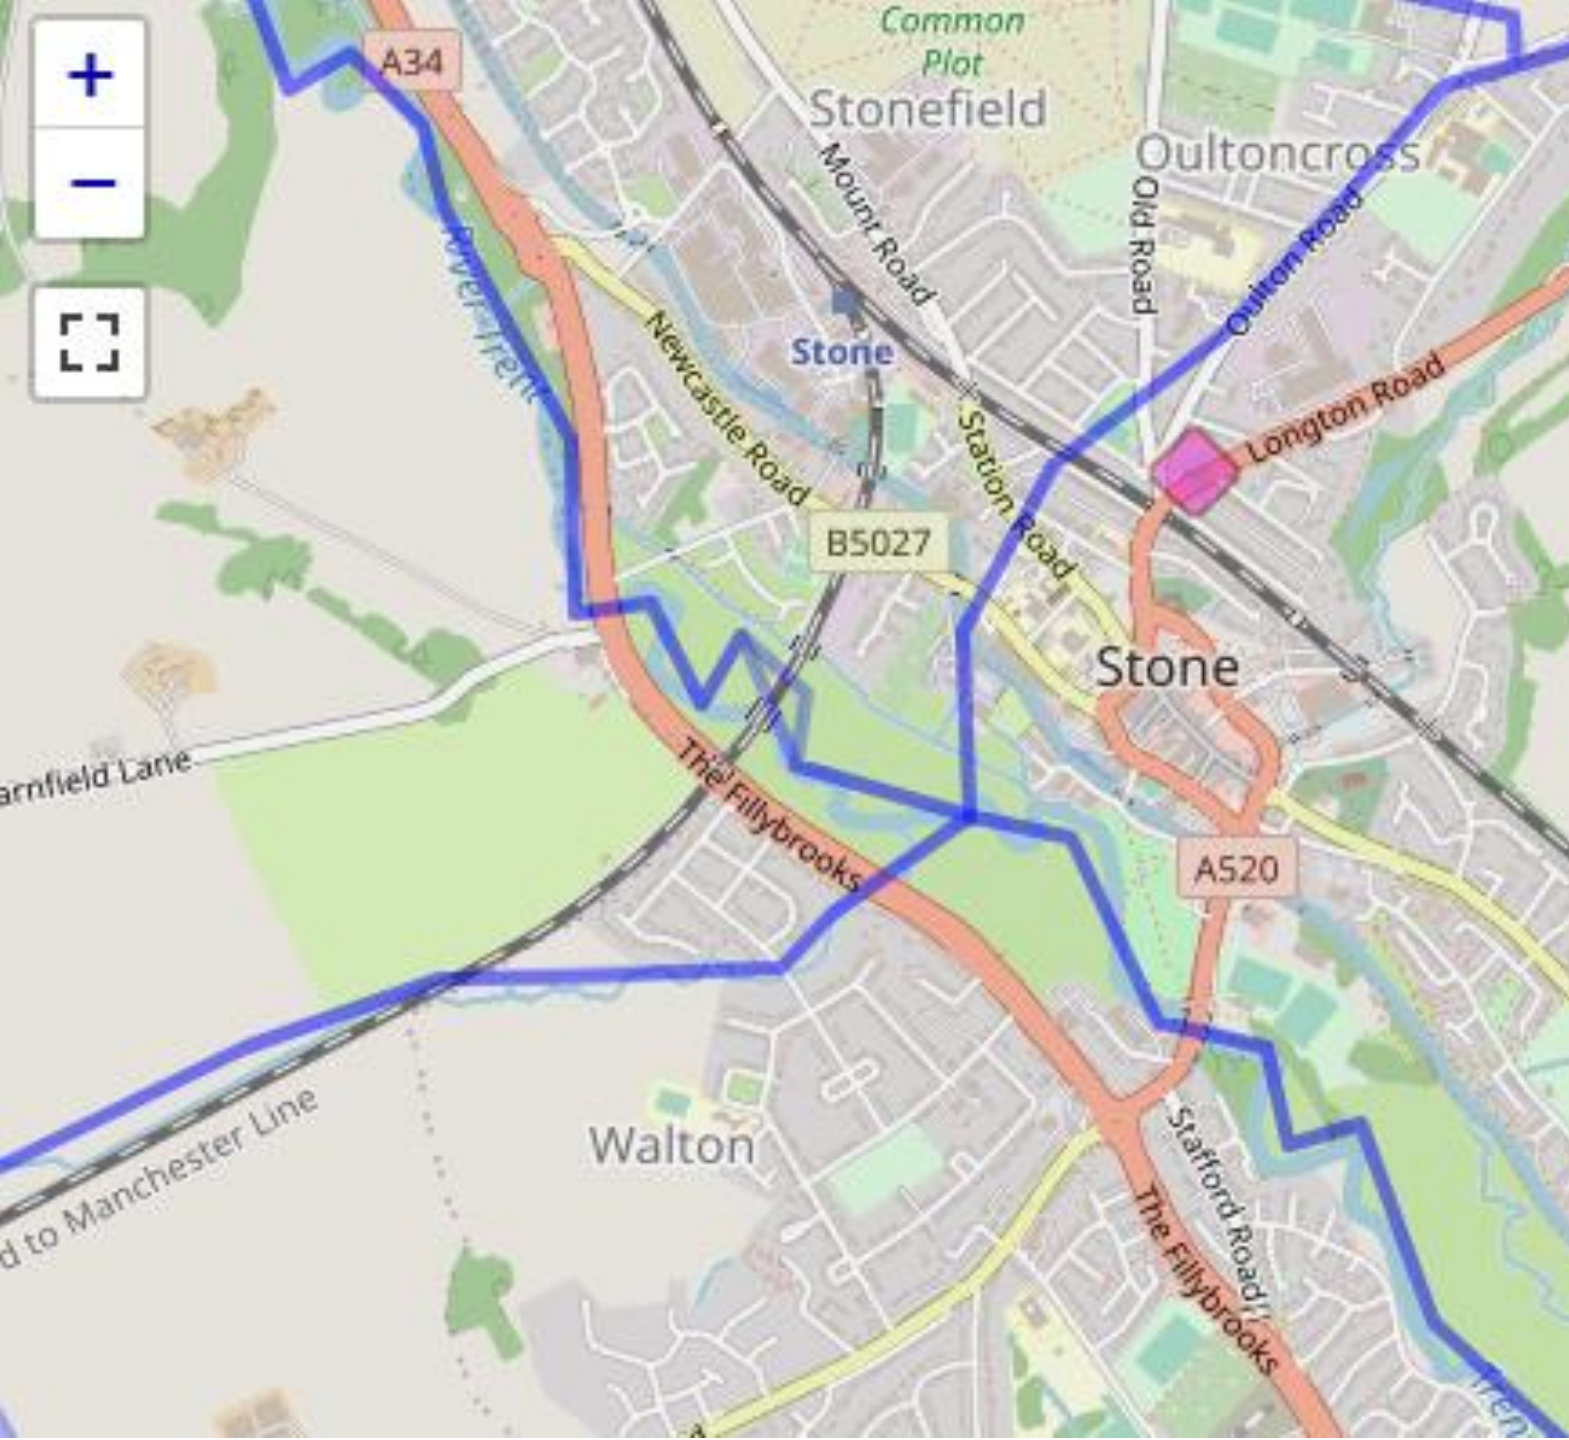 Common
Plot
+
A34
Stonefield
Oultoncross
−
Mount Road
Old Road
Oulton Road
River Trent
Stone
Newcastle Road
Longton Road
Station Road
B5027
Stone
arnfield Lane
The Fillybrooks
A520
d to Manchester Line
Walton
Stafford Road
The Fillybrooks
Tren